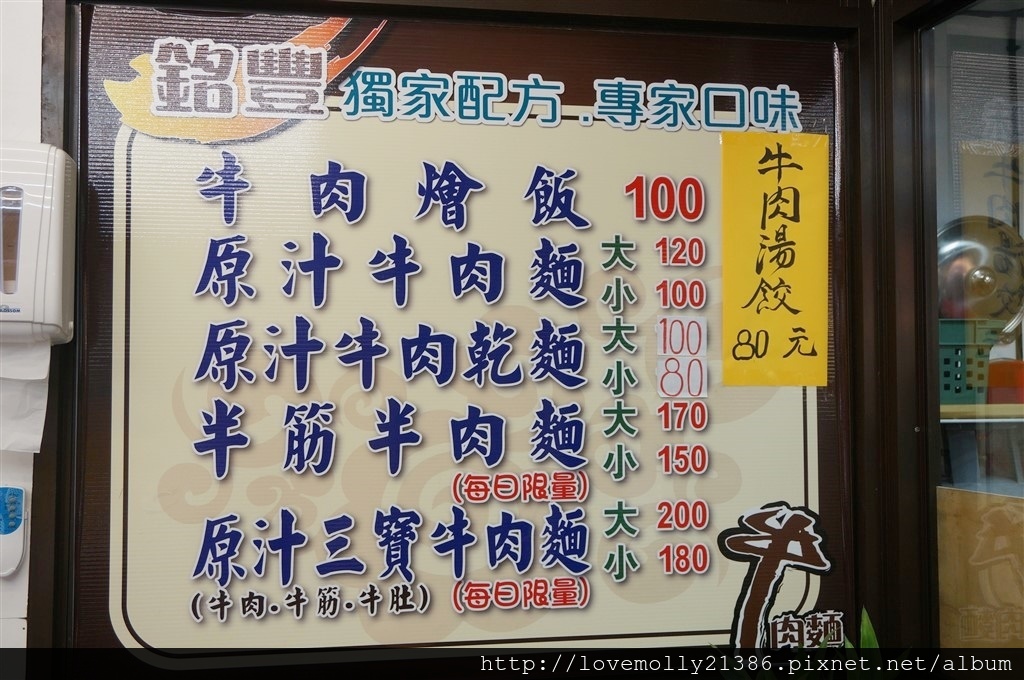 銘豐 獨家配方.專家口味
牛肉燴飯 100
原汁牛肉麵 大 120
小 100
原汁牛肉乾麵 大 100
小 80
半筋半肉麵 大 170
小 150
(每日限量)
原汁三寶牛肉麵 大 200
小 180
(牛肉.牛筋.牛肚) (每日限量)
牛肉湯餃
80元
牛
肉麵
http://lovemolly21386.pixnet.net/album